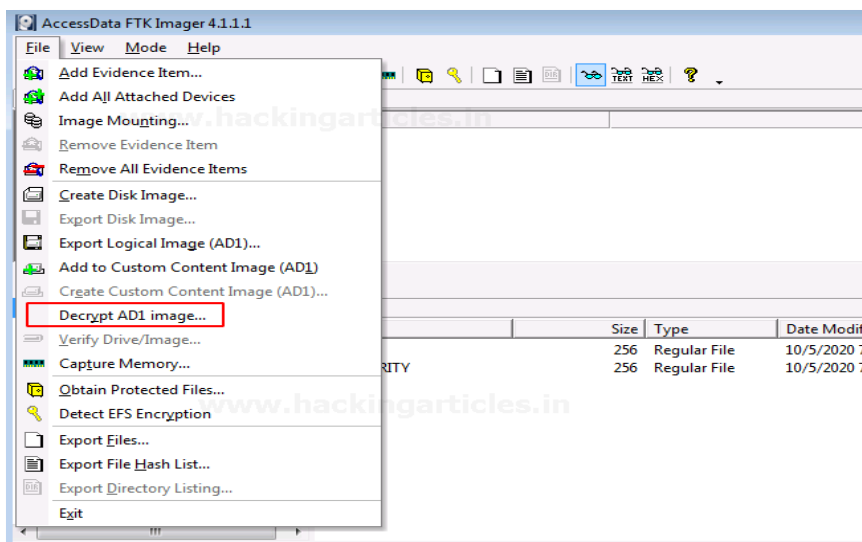 AccessData FTK Imager 4.1.1.1
File View Mode Help
Add Evidence Item...
Add All Attached Devices
Image Mounting...
Remove Evidence Item
Remove All Evidence Items
Create Disk Image...
Export Disk Image...
Export Logical Image (AD1)...
Add to Custom Content Image (AD1)
Create Custom Content Image (AD1)...
Decrypt AD1 image...
Verify Drive/Image...
Capture Memory...
Obtain Protected Files...
Detect EFS Encryption
Export Files...
Export File Hash List...
Export Directory Listing...
Exit
TEXT HEX
Size Type Date Modif
256 Regular File 10/5/2020 7
RITY 256 Regular File 10/5/2020 7
www.hackingarticles.in
www.hackingarticles.in